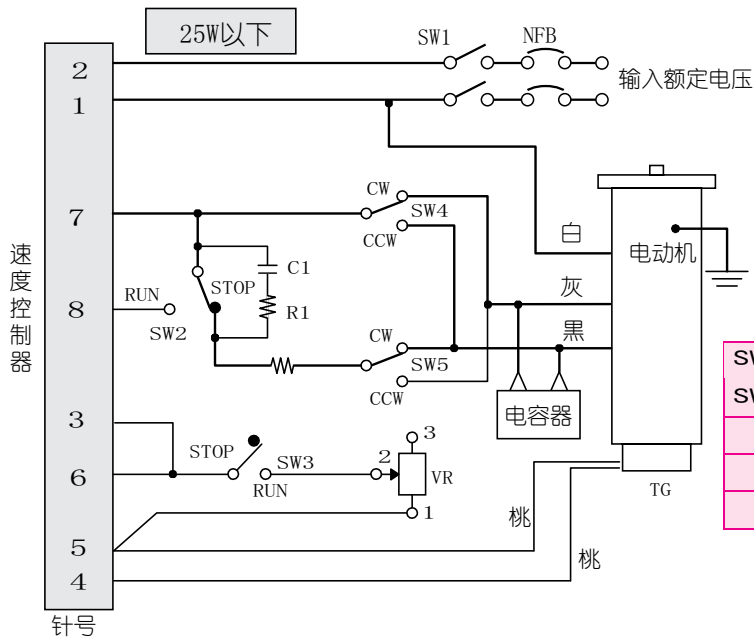 25W以下
SW1
NFB
2
输入额定电压
1
CW
7
SW4
白
CCW
电动机
速度控制器
C1
灰
STOP
RUN
R1
8
SW2
黒
CW
SW5
SW
CCW
SW
电容器
3
3
STOP
SW3
2
6
RUN
VR
TG
1
桃
5
桃
4
针号